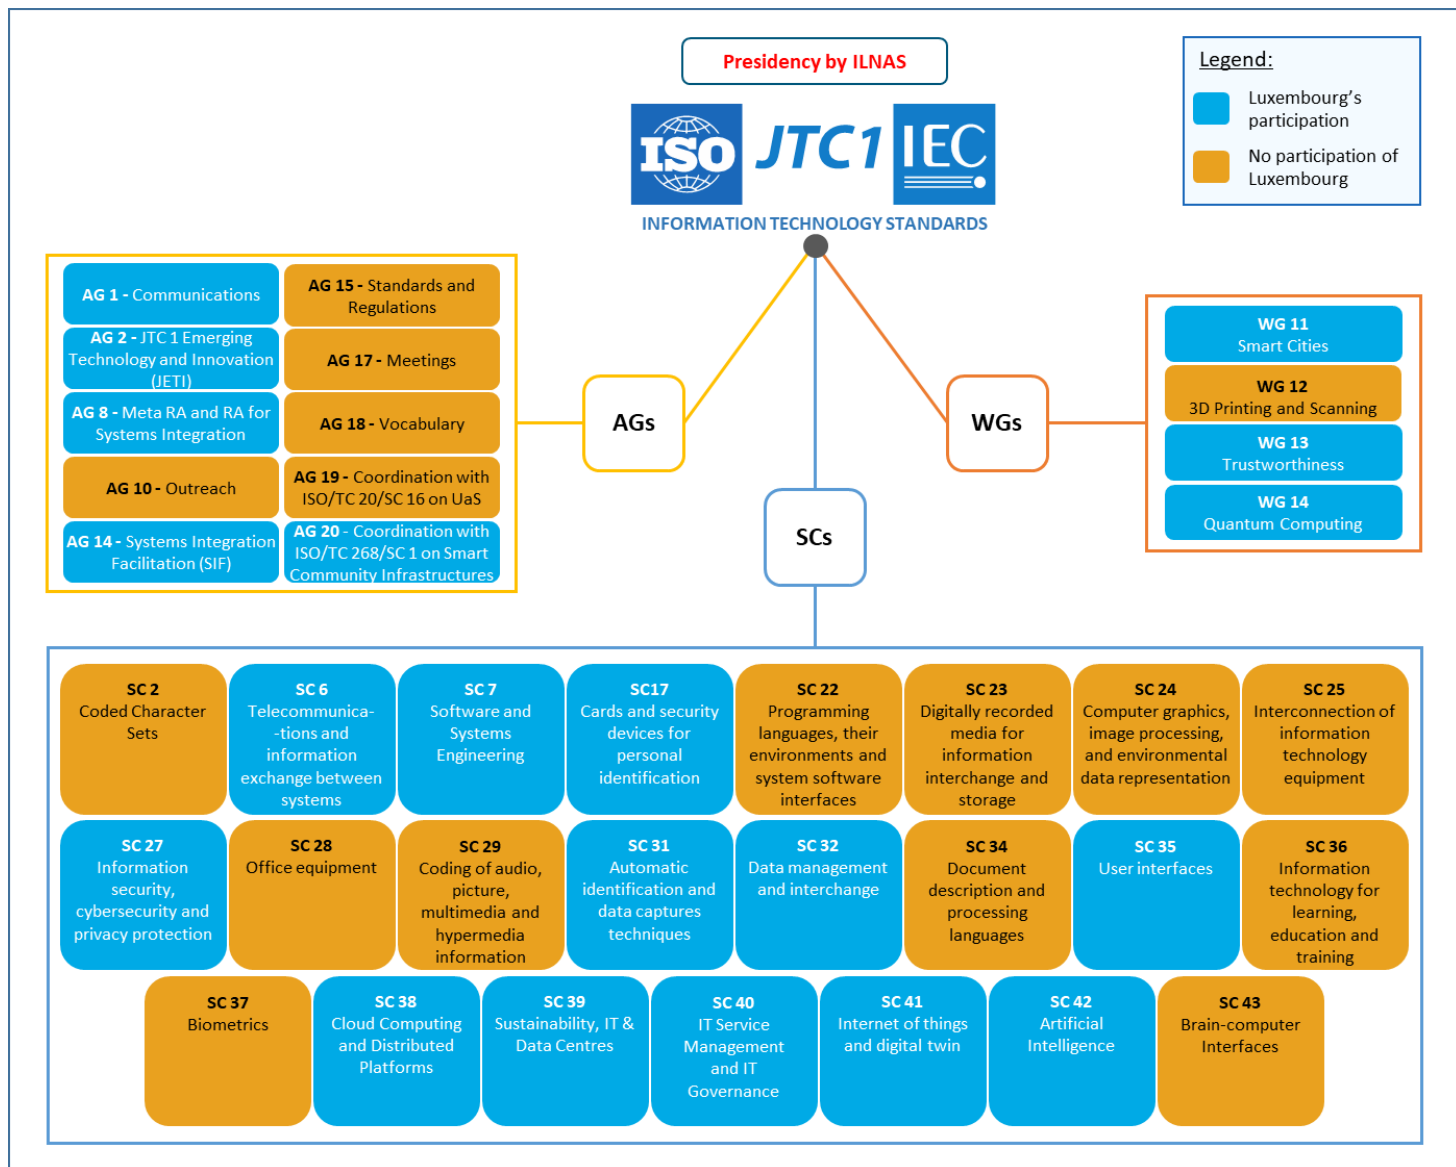 Presidency by ILNAS
Legend:
Luxembourg's
participation
No participation of
Luxembourg
ISO
JTC1
IEC
INFORMATION TECHNOLOGY STANDARDS
AG 1 - Communications
AG 2 - JTC 1 Emerging
Technology and Innovation
(JETI)
AG 8 - Meta RA and RA for
Systems Integration
AG 10 - Outreach
AG 14 - Systems Integration
Facilitation (SIF)
AG 15 - Standards and
Regulations
AG 17 - Meetings
AG 18 - Vocabulary
AG 19 - Coordination with
ISO/TC 20/SC 16 on UaS
AG 20 - Coordination with
ISO/TC 268/SC 1 on Smart
Community Infrastructures
AGs
SCs
WGs
WG 11
Smart Cities
WG 12
3D Printing and Scanning
WG 13
Trustworthiness
WG 14
Quantum Computing
SC 2
Coded Character
Sets
SC 6
Telecommunica-
-tions and
information
exchange between
systems
SC 7
Software and
Systems
Engineering
SC17
Cards and security
devices for
personal
identification
SC 22
Programming
languages, their
environments and
system software
interfaces
SC 23
Digitally recorded
media for
information
interchange and
storage
SC 24
Computer graphics,
image processing,
and environmental
data representation
SC 25
Interconnection of
information
technology
equipment
SC 27
Information
security,
cybersecurity and
privacy protection
SC 28
Office equipment
SC 29
Coding of audio,
picture,
multimedia and
hypermedia
information
SC 31
Automatic
identification and
data captures
techniques
SC 32
Data management
and interchange
SC 34
Document
description and
processing
languages
SC 35
User interfaces
SC 36
Information
technology for
learning,
education and
training
SC 37
Biometrics
SC 38
Cloud Computing
and Distributed
Platforms
SC 39
Sustainability, IT &
Data Centres
SC 40
IT Service
Management
and IT
Governance
SC 41
Internet of things
and digital twin
SC 42
Artificial
Intelligence
SC 43
Brain-computer
Interfaces